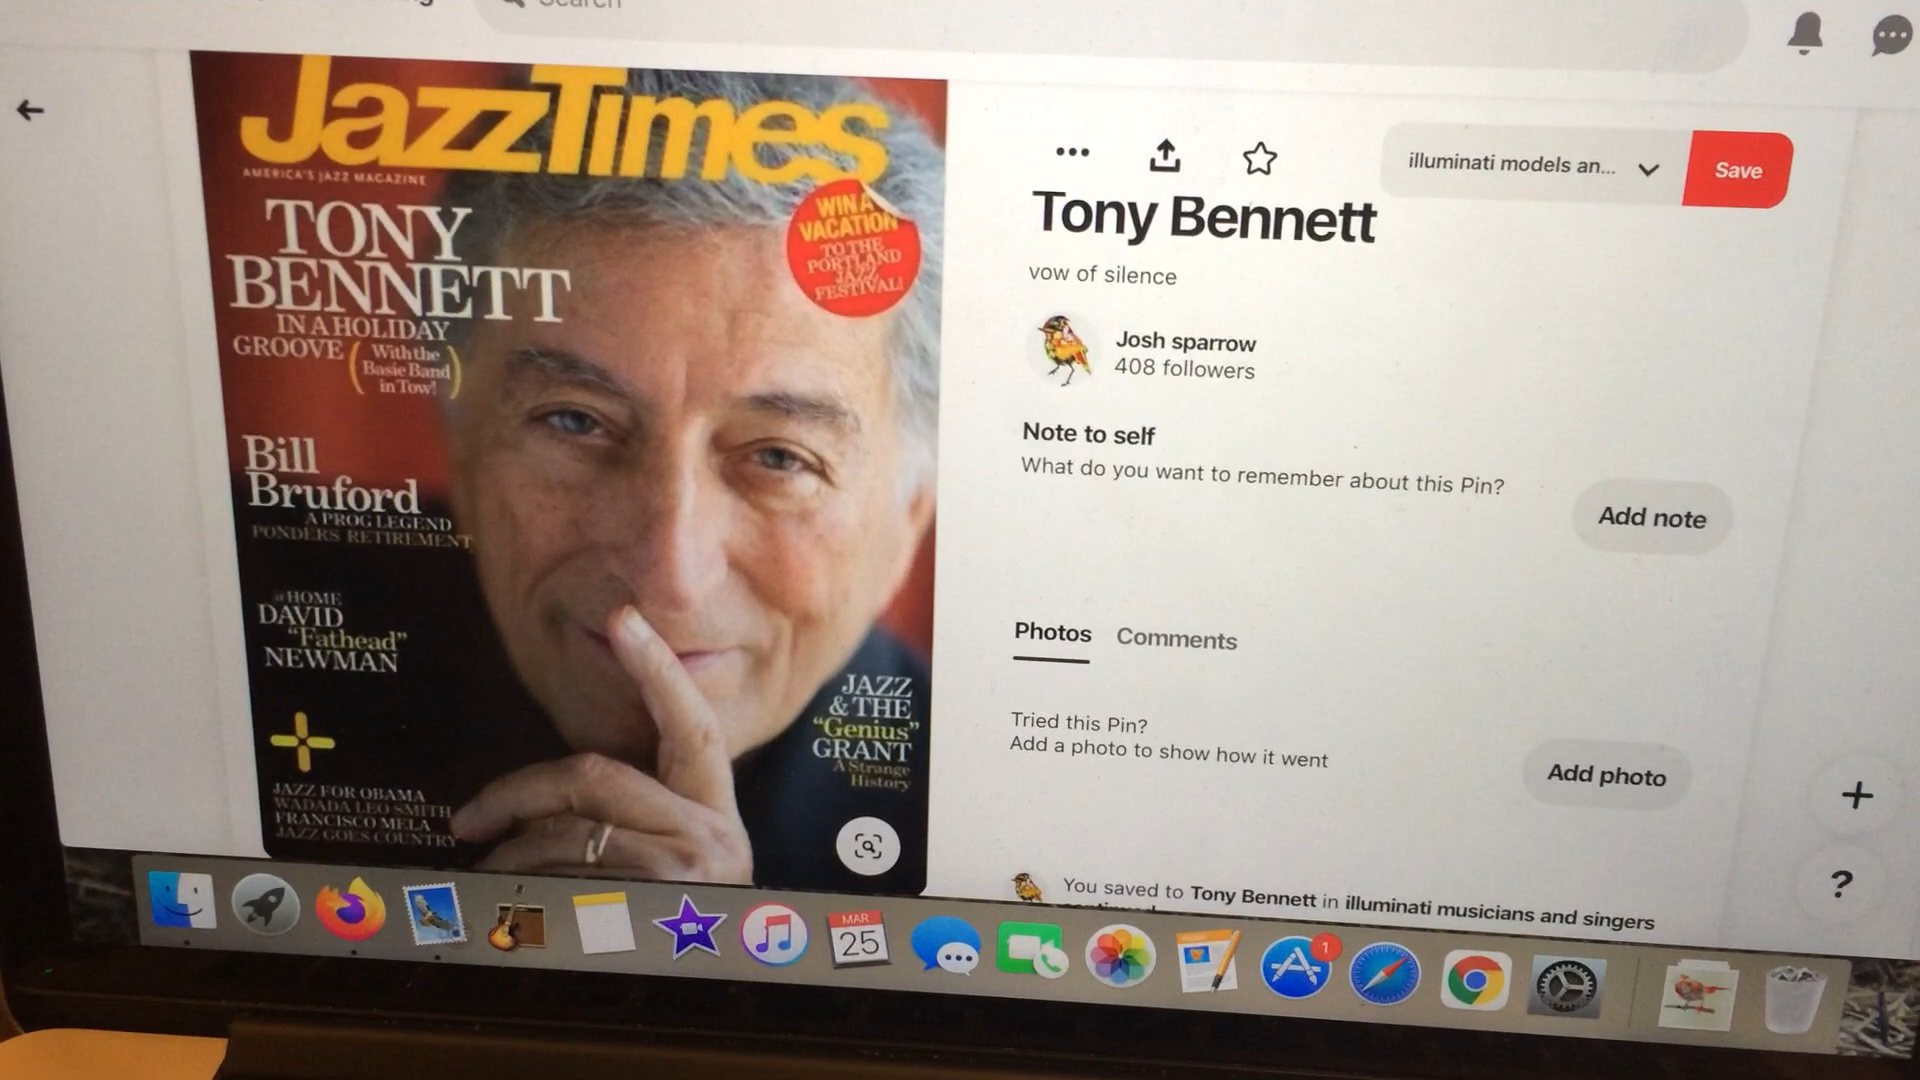 Search
JazzTimes
AMERICA'S JAZZ MAGAZINE
TONY
BENNETT
IN A HOLIDAY
GROOVE (With the
Basie Band
in Tow!)
WIN A
VACATION
TO THE
PORTLAND
JAZZ
FESTIVAL!
Bill
Bruford
A PROG LEGEND
PONDERS RETIREMENT
@HOME
DAVID
"Fathead"
NEWMAN
JAZZ FOR OBAMA
WADADA LEO SMITH
FRANCISCO MELA
JAZZ GOES COUNTRY
JAZZ
& THE
"Genius"
GRANT
A Strange
History
illuminati models an...
Save
Tony Bennett
vow of silence
Josh sparrow
408 followers
Note to self
What do you want to remember about this Pin?
Add note
Photos Comments
Tried this Pin?
Add a photo to show how it went
Add photo
+
?
You saved to Tony Bennett in illuminati musicians and singers
MAR
25
1